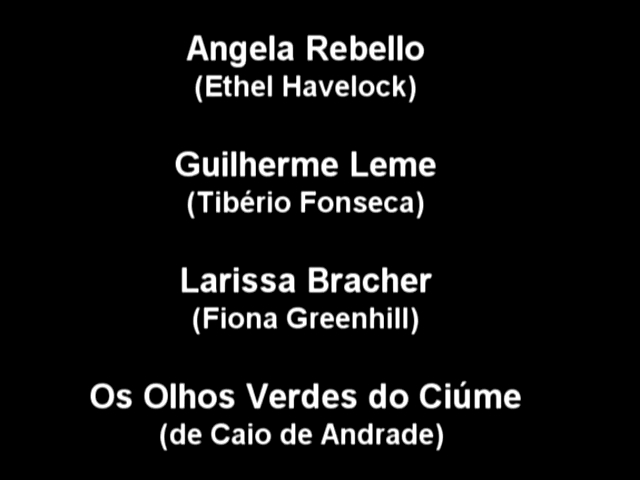 Angela Rebello
(Ethel Havelock)
Guilherme Leme
(Tibério Fonseca)
Larissa Bracher
(Fiona Greenhill)
Os Olhos Verdes do Ciúme
(de Caio de Andrade)